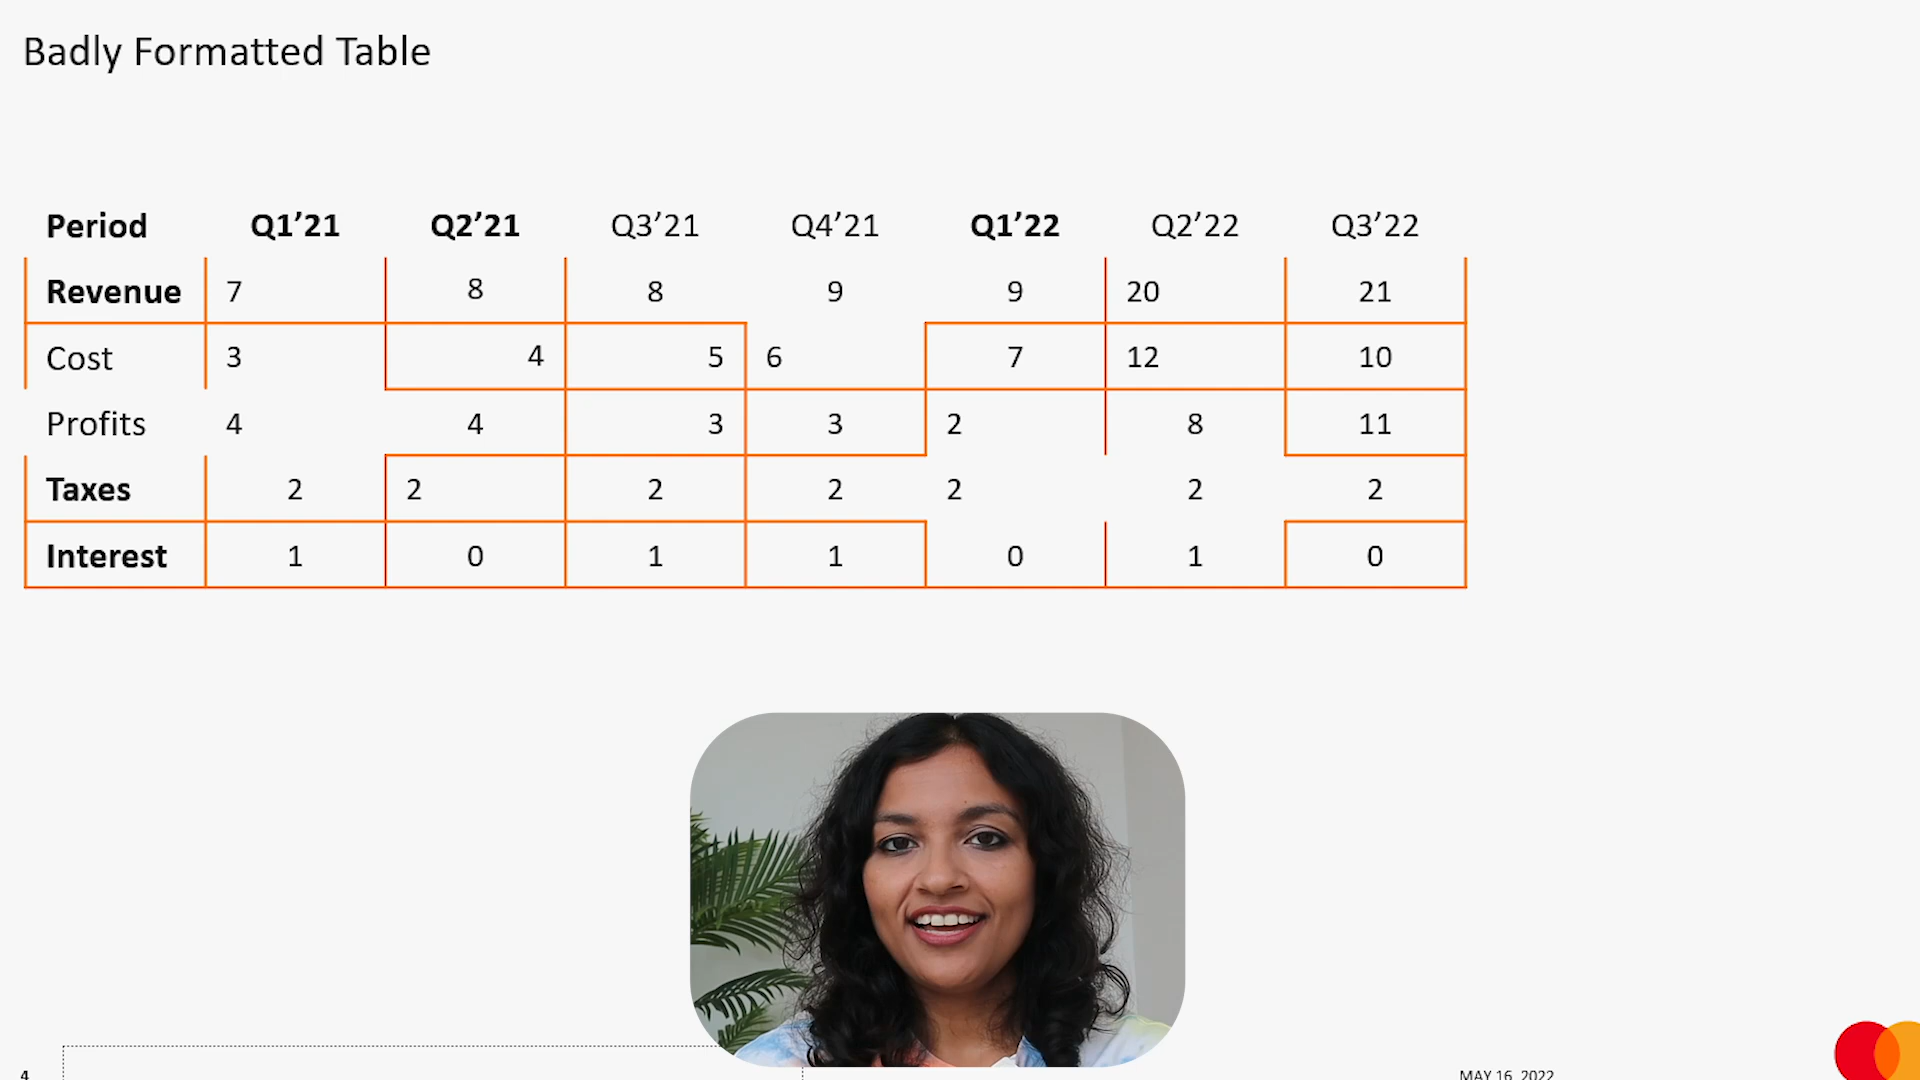 Badly Formatted Table
Period Q1’21 Q2’21 Q3’21 Q4’21 Q1’22 Q2’22 Q3’22
Revenue 7 8 8 9 9 20 21
Cost 3 4 5 6 7 12 10
Profits 4 4 3 3 2 8 11
Taxes 2 2 2 2 2 2 2
Interest 1 0 1 1 0 1 0
4 MAY 16, 2022